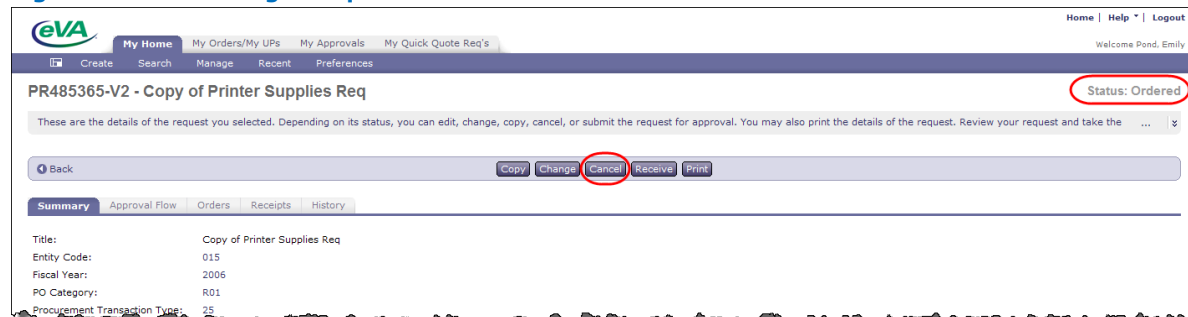 Home | Help | Logout
eVA
My Home My Orders/My UPs My Approvals My Quick Quote Req's
Welcome Pond, Emily
Create Search Manage Recent Preferences
PR485365-V2 - Copy of Printer Supplies Req
Status: Ordered
These are the details of the request you selected. Depending on its status, you can edit, change, copy, cancel, or submit the request for approval. You may also print the details of the request. Review your request and take the ...
Back
Copy Change Cancel Receive Print
Summary Approval Flow Orders Receipts History
Title: Copy of Printer Supplies Req
Entity Code: 015
Fiscal Year: 2006
PO Category: R01
Procurement Transaction Type: 25